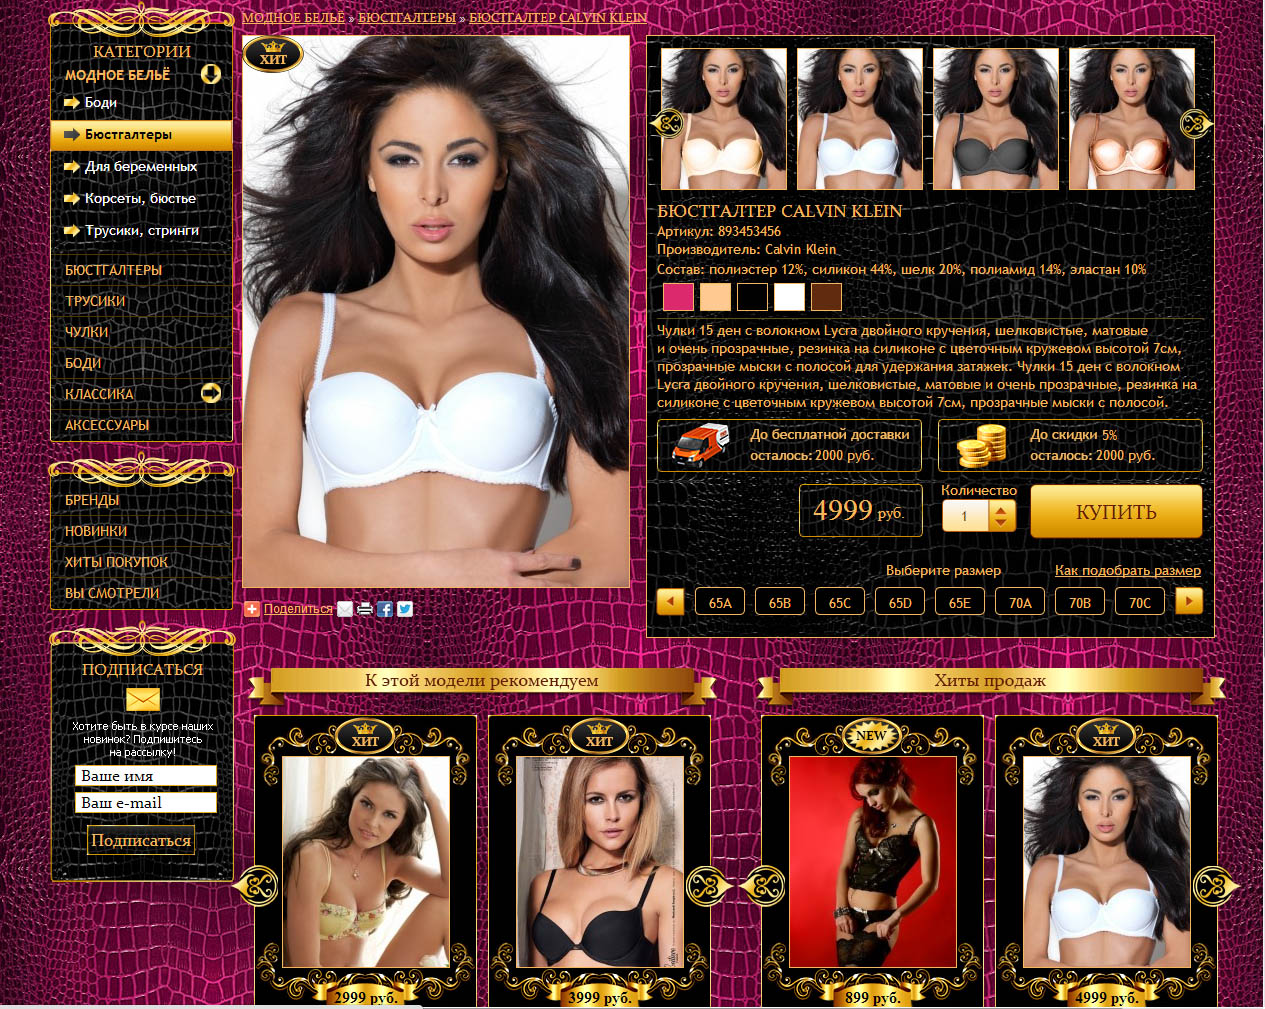 КАТЕГОРИИ
МОДНОЕ БЕЛЬЁ
Боди
Бюстгалтеры
Для беременных
Корсеты, бюстье
Трусики, стринги
БЮСТГАЛТЕРЫ
ТРУСИКИ
ЧУЛКИ
БОДИ
КЛАССИКА
АКСЕССУАРЫ
БРЕНДЫ
НОВИНКИ
ХИТЫ ПОКУПОК
ВЫ СМОТРЕЛИ
ПОДПИСАТЬСЯ
Хотите быть в курсе наших
новинок? Подпишитесь
на рассылку!
Ваше имя
Ваш e-mail
Подписаться
МОДНОЕ БЕЛЬЁ » БЮСТГАЛТЕРЫ » БЮСТГАЛТЕР CALVIN KLEIN
ХИТ
Поделиться
БЮСТГАЛТЕР CALVIN KLEIN
Артикул: 893453456
Производитель: Calvin Klein
Состав: полиэстер 12%, силикон 44%, шелк 20%, полиамид 14%, эластан 10%
Чулки 15 ден с волокном Lycra двойного кручения, шелковистые, матовые
и очень прозрачные, резинка на силиконе с цветочным кружевом высотой 7см,
прозрачные мыски с полосой для удержания затяжек. Чулки 15 ден с волокном
Lycra двойного кручения, шелковистые, матовые и очень прозрачные, резинка на
силиконе с цветочным кружевом высотой 7см, прозрачные мыски с полосой.
До бесплатной доставки
осталось: 2000 руб.
До скидки 5%
осталось: 2000 руб.
4999 руб.
Количество
1
КУПИТЬ
Выберите размер
Как подобрать размер
65A 65B 65C 65D 65E 70A 70B 70C
К этой модели рекомендуем
Хиты продаж
ХИТ
ХИТ
NEW
ХИТ
2999 руб.
3999 руб.
899 руб.
4999 руб.